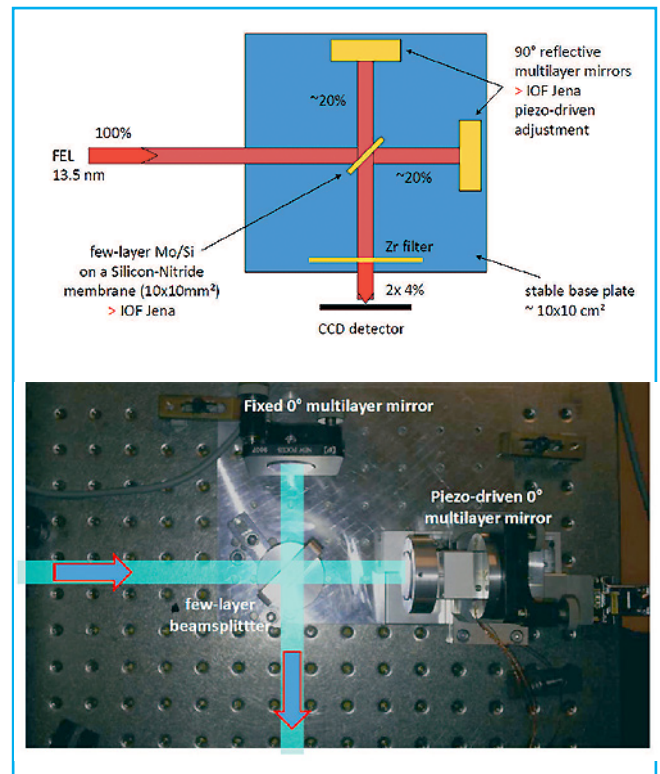 90° reflective
multilayer mirrors
> IOF Jena
piezo-driven
adjustment
~20%
100%
FEL
13.5 nm
~20%
Zr filter
few-layer Mo/Si
on a Silicon-Nitride
membrane (10x10mm²)
> IOF Jena
2x 4%
stable base plate
~ 10x10 cm²
CCD detector
Fixed 0° multilayer mirror
NEW FOCUS
Piezo-driven 0°
multilayer mirror
few-layer
beamsplittter